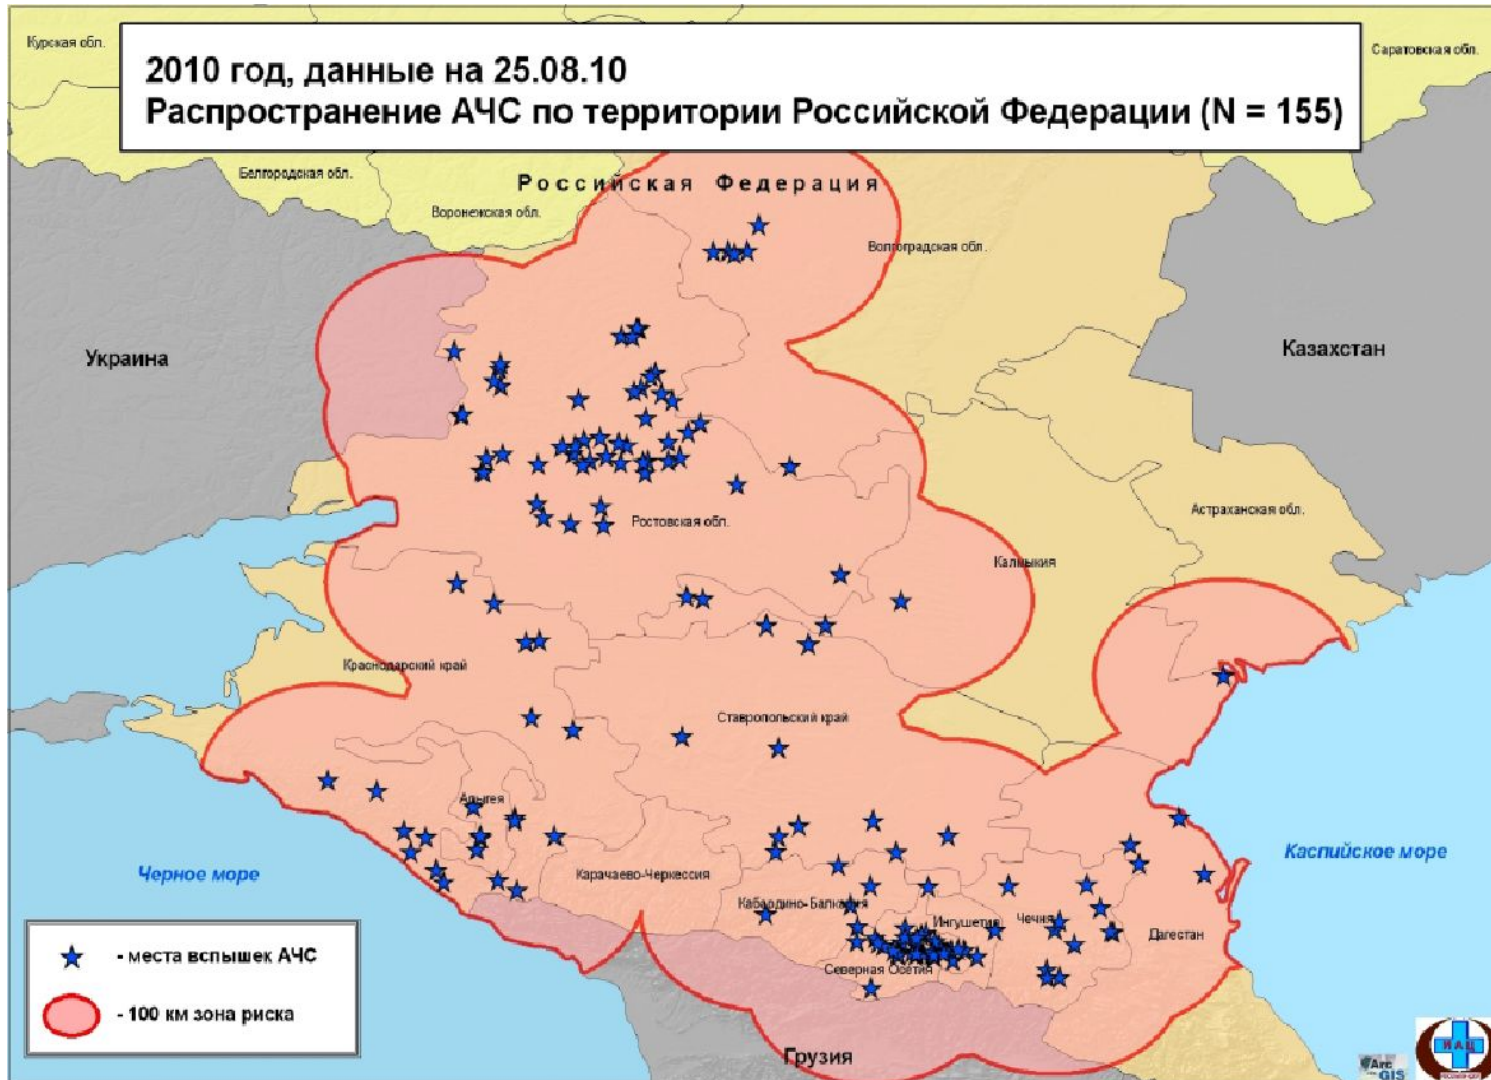 Курская обл.
Саратовская обл.
2010 год, данные на 25.08.10
Распространение АЧС по территории Российской Федерации (N = 155)
Белгородская обл.
Российская Федерация
Воронежская обл.
Волгоградская обл.
Украина
Казахстан
Астраханская обл.
Ростовская обл.
Калмыкия
Краснодарский край
Ставропольский край
Адыгея
Черное море
Карачаево-Черкессия
Каспийское море
Кабардино-Балкария
Ингушетия
Чечня
Дагестан
Северная Осетия
- места вспышек АЧС
- 100 км зона риска
Грузия
ИАЦ
Arc
GIS